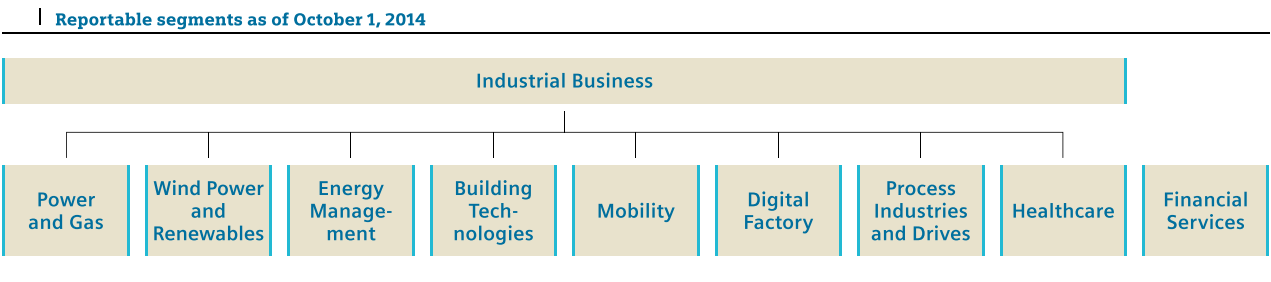 Reportable segments as of October 1, 2014
Industrial Business
Power
and Gas
Wind Power
and
Renewables
Energy
Manage-
ment
Building
Tech-
nologies
Mobility
Digital
Factory
Process
Industries
and Drives
Healthcare
Financial
Services